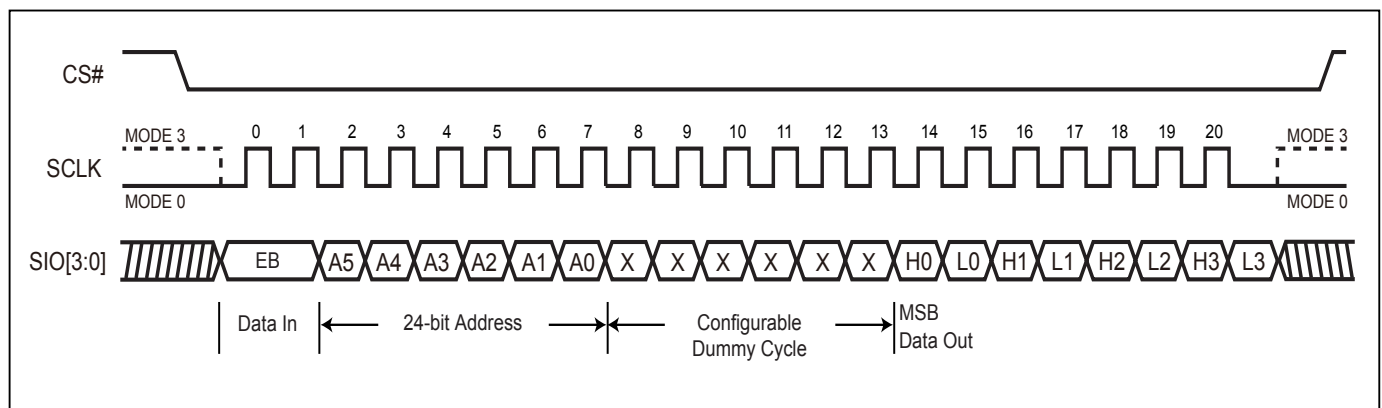 CS#
MODE 3 0 1 2 3 4 5 6 7 8 9 10 11 12 13 14 15 16 17 18 19 20 MODE 3
SCLK
MODE 0 MODE 0
SIO[3:0] EB A5 A4 A3 A2 A1 A0 X X X X X X H0 L0 H1 L1 H2 L2 H3 L3
Data In 24-bit Address Configurable
Dummy Cycle
MSB
Data Out